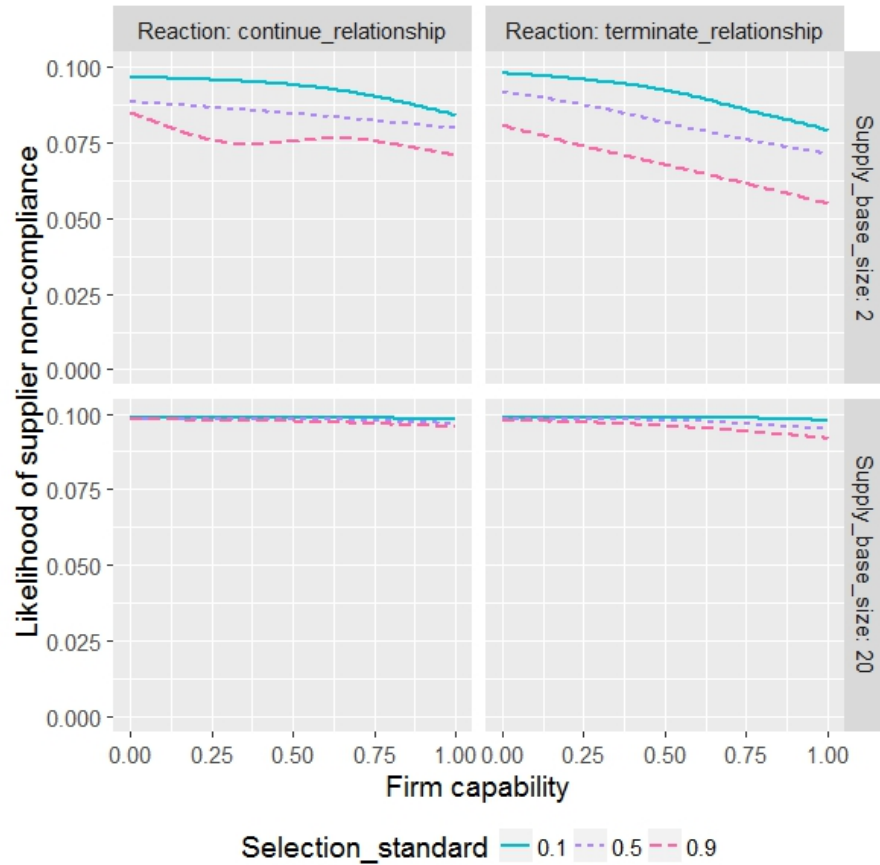 Reaction: continue_relationship
Reaction: terminate_relationship
Likelihood of supplier non-compliance
0.100
0.075
0.050
0.025
0.000
Supply_base_size: 2
0.100
0.075
0.050
0.025
0.000
Supply_base_size: 20
0.00 0.25 0.50 0.75 1.00 0.00 0.25 0.50 0.75 1.00
Firm capability
Selection_standard 0.1 0.5 0.9